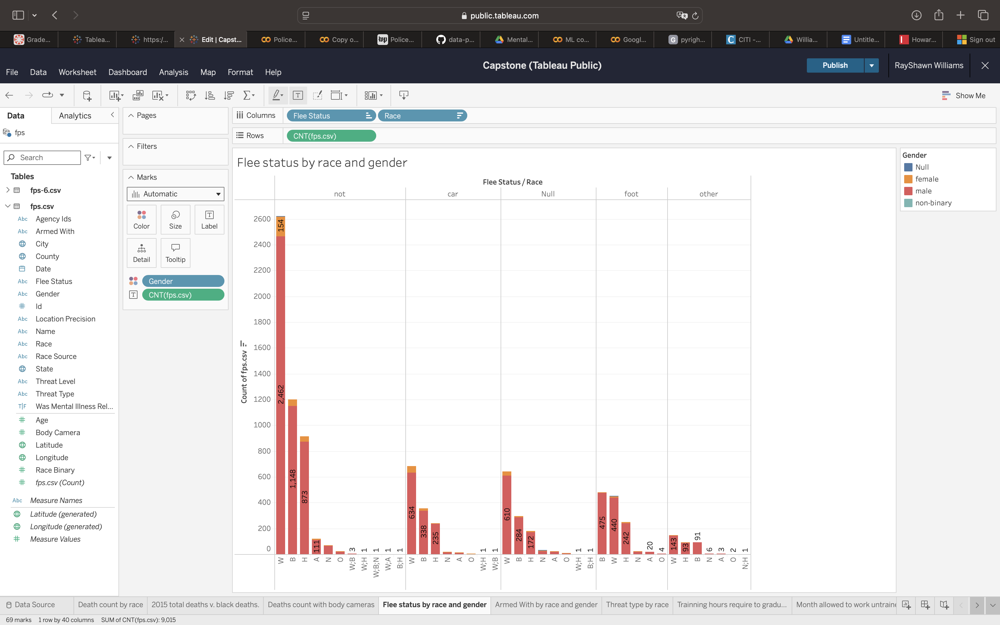 public.tableau.com
Grade...
Tablea...
https:/...
Edit | Capst...
Police...
Copy o...
Police...
data-p...
Mental...
ML co...
Googl...
pyrigh...
CITI -...
Willia...
Untitle...
Howar...
Sign out
Capstone (Tableau Public)
Publish
RayShawn Williams
File Data Worksheet Dashboard Analysis Map Format Help
Show Me
Data
Analytics
fps
Search
Tables
fps-6.csv
fps.csv
Abc Agency Ids
Abc Armed With
City
County
Date
Abc Flee Status
Abc Gender
# Id
Abc Location Precision
Abc Name
Abc Race
Abc Race Source
State
Abc Threat Level
Abc Threat Type
T|F Was Mental Illness Rel...
# Age
# Body Camera
Latitude
Longitude
# Race Binary
# fps.csv (Count)
Abc Measure Names
Latitude (generated)
Longitude (generated)
# Measure Values
Pages
Filters
Marks
Automatic
Color Size Label
Detail Tooltip
Gender
CNT(fps.csv)
Columns Flee Status Race
Rows CNT(fps.csv)
Flee status by race and gender
Flee Status / Race
not car Null foot other
Count of fps.csv
2600
2400
2200
2000
1800
1600
1400
1200
1000
800
600
400
200
0
154
2,462
1,148
873
111
3
1
1
1
1
634
338
235
1
1
610
284
172
1
1
475
440
242
20
4
143
93
91
6
3
2
1
W B H A N O W;B W;H W;B;N W;A B;H
W B H N A O W;H W;B
W B H N A O W;H B;H
B W H N A O
W H B N A O N;H
Gender
Null
female
male
non-binary
Data Source
Death count by race
2015 total deaths v. black deaths.
Deaths count with body cameras
Flee status by race and gender
Armed With by race and gender
Threat type by race
Trainning hours require to gradu...
Month allowed to work untraine
69 marks 1 row by 40 columns SUM of CNT(fps.csv): 9,015